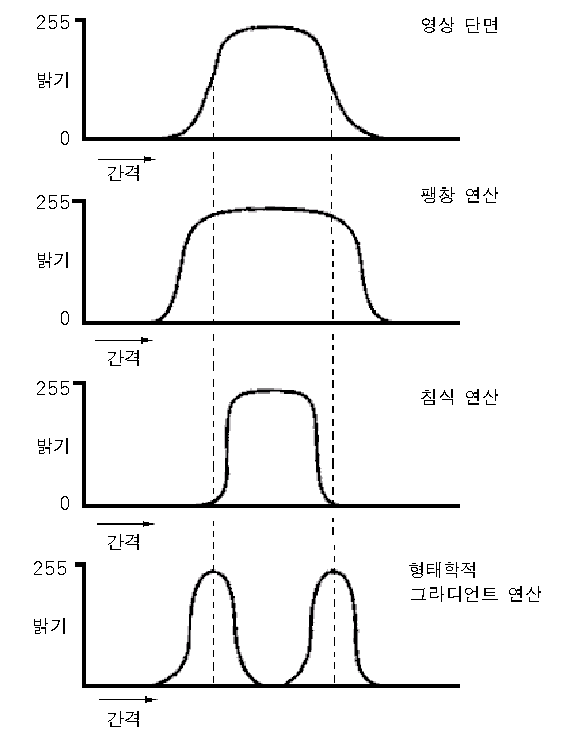 255
영상 단면
밝기
0
간격
255
팽창 연산
밝기
0
간격
255
침식 연산
밝기
0
간격
255
형태학적
그라디언트 연산
밝기
간격